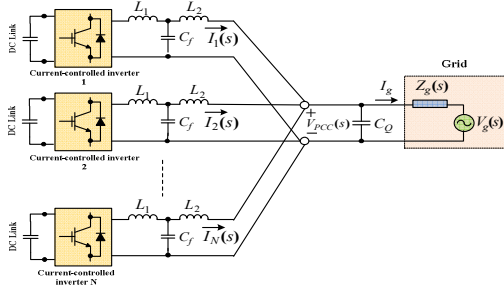 DC Link
L1 L2
Cf I1(s)
Current-controlled inverter
1
DC Link
L1 L2
Cf I2(s)
Current-controlled inverter
2
+
VPCC(s)
−
CQ
Ig
Grid
Zg(s)
Vg(s)
DC Link
L1 L2
Cf IN(s)
Current-controlled
inverter N